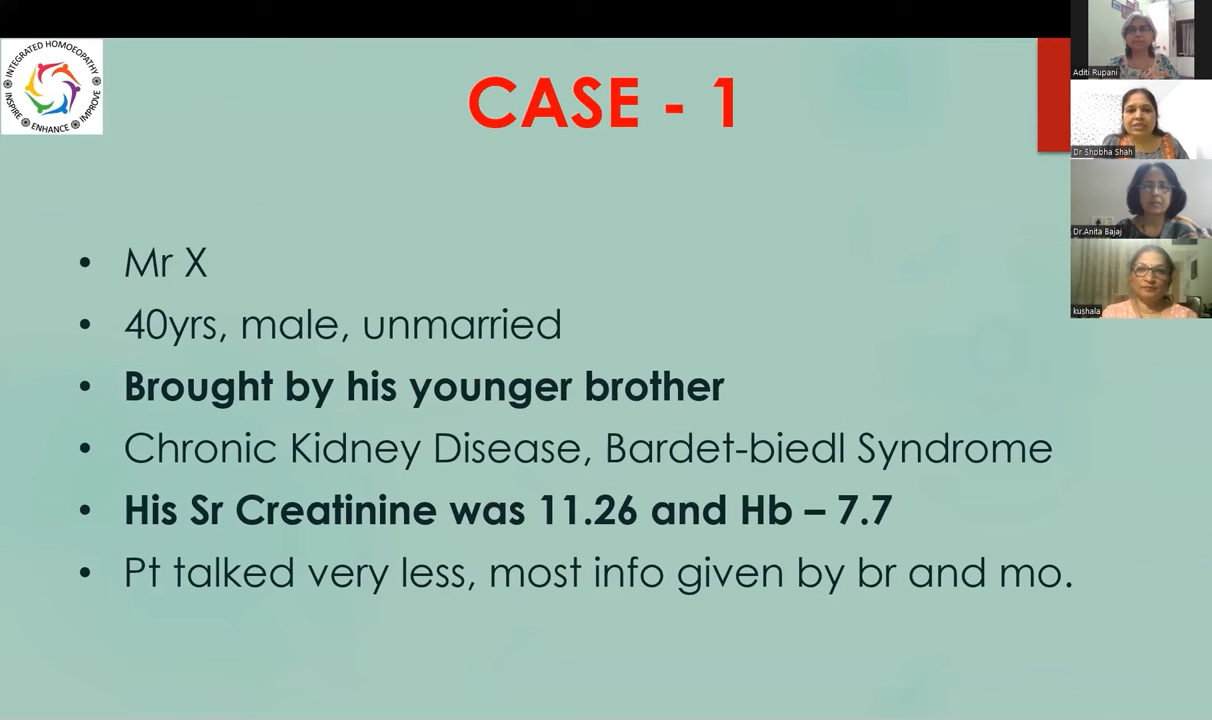 INTEGRATED HOMOEOPATHY
INSPIRE ENHANCE IMPROVE
CASE - 1
• Mr X
• 40yrs, male, unmarried
• Brought by his younger brother
• Chronic Kidney Disease, Bardet-biedl Syndrome
• His Sr Creatinine was 11.26 and Hb – 7.7
• Pt talked very less, most info given by br and mo.
Aditi Rupani
Dr Shobha Shah
Dr.Anita Bajaj
kushala